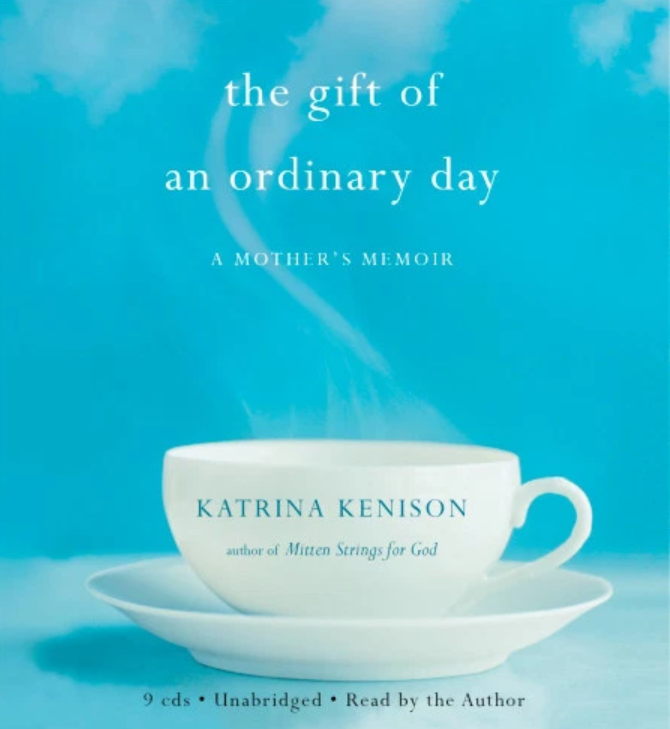 the gift of
an ordinary day
A MOTHER'S MEMOIR
KATRINA KENISON
author of Mitten Strings for God
9 cds • Unabridged • Read by the Author